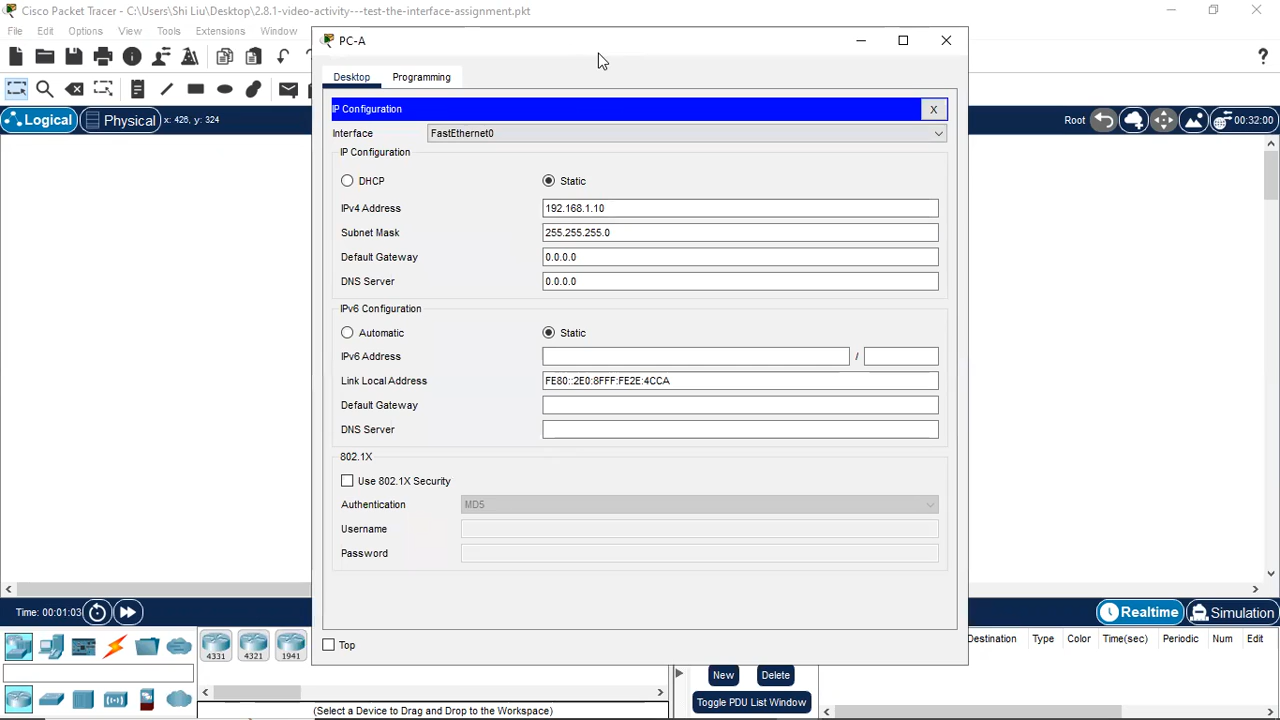 Cisco Packet Tracer - C:\Users\Shi Liu\Desktop\2.8.1-video-activity---test-the-interface-assignment.pkt
File Edit Options View Tools Extensions Window
PC-A
Desktop Programming
IP Configuration X
Interface FastEthernet0
IP Configuration
DHCP Static
IPv4 Address 192.168.1.10
Subnet Mask 255.255.255.0
Default Gateway 0.0.0.0
DNS Server 0.0.0.0
IPv6 Configuration
Automatic Static
IPv6 Address /
Link Local Address FE80::2E0:8FFF:FE2E:4CCA
Default Gateway
DNS Server
802.1X
Use 802.1X Security
Authentication MD5
Username
Password
Top
Logical Physical x: 428, y: 324
Root 00:32:00
Time: 00:01:03
Realtime Simulation
4331 4321 1941
(Select a Device to Drag and Drop to the Workspace)
New Delete
Toggle PDU List Window
Destination Type Color Time(sec) Periodic Num Edit